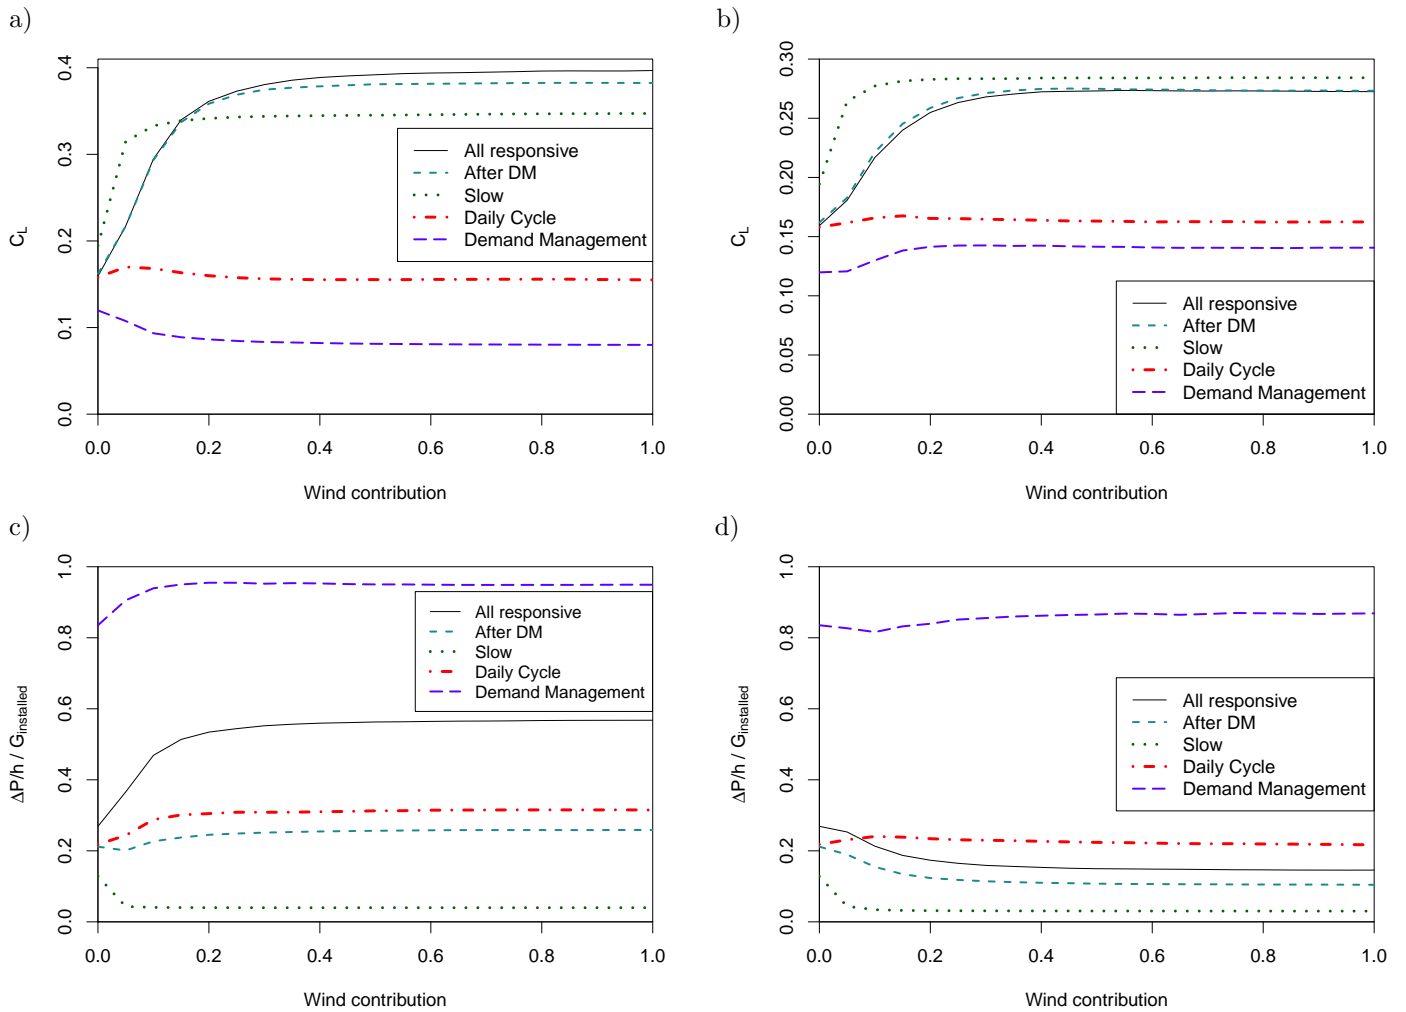 a)
C_L
0.0 0.1 0.2 0.3 0.4
All responsive
After DM
Slow
Daily Cycle
Demand Management
0.0 0.2 0.4 0.6 0.8 1.0
Wind contribution
b)
C_L
0.00 0.05 0.10 0.15 0.20 0.25 0.30
All responsive
After DM
Slow
Daily Cycle
Demand Management
0.0 0.2 0.4 0.6 0.8 1.0
Wind contribution
c)
ΔP/h / G_installed
0.0 0.2 0.4 0.6 0.8 1.0
All responsive
After DM
Slow
Daily Cycle
Demand Management
0.0 0.2 0.4 0.6 0.8 1.0
Wind contribution
d)
ΔP/h / G_installed
0.0 0.2 0.4 0.6 0.8 1.0
All responsive
After DM
Slow
Daily Cycle
Demand Management
0.0 0.2 0.4 0.6 0.8 1.0
Wind contribution